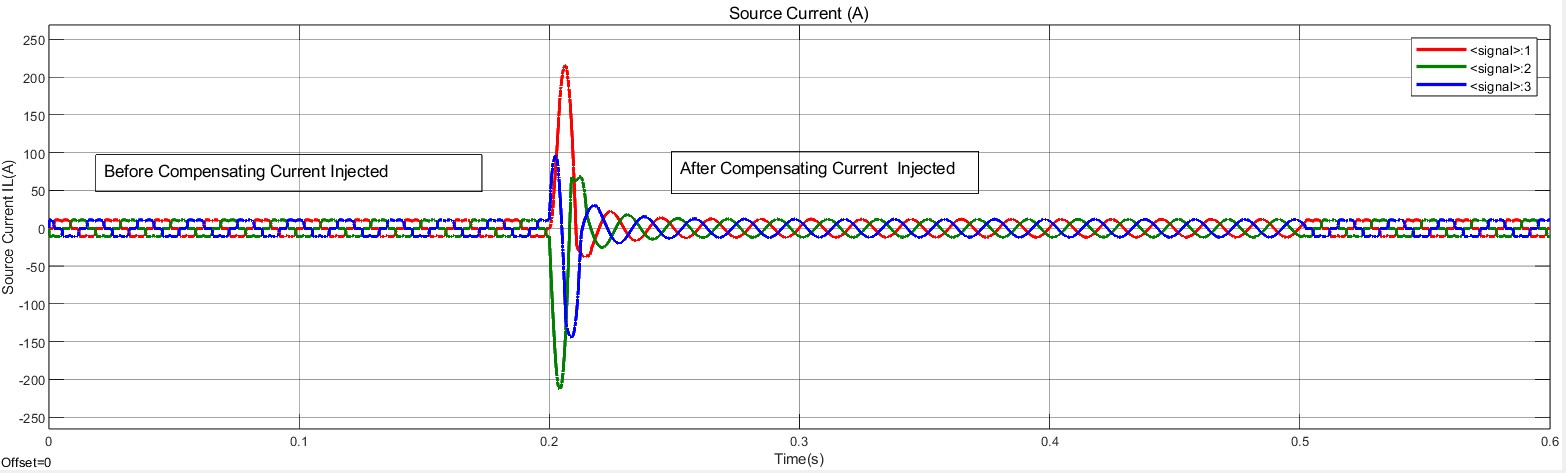 Source Current (A)
250
200
150
100
50
0
-50
-100
-150
-200
-250
Source Current IL(A)
Before Compensating Current Injected
After Compensating Current  Injected
<signal>:1
<signal>:2
<signal>:3
0
0.1
0.2
0.3
0.4
0.5
0.6
Time(s)
Offset=0